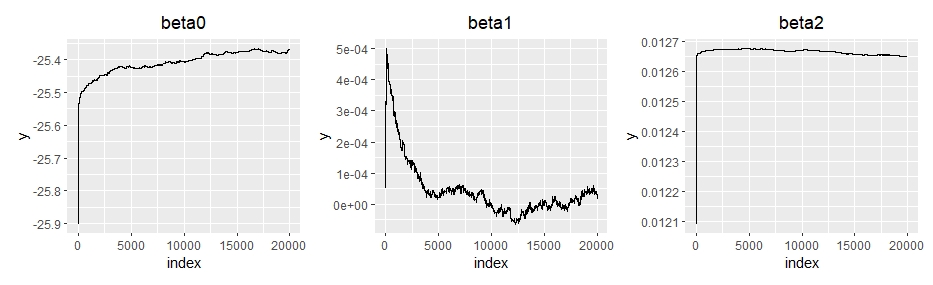 beta0
beta1
beta2
y
-25.4
-25.5
-25.6
-25.7
-25.8
-25.9
0
5000
10000
15000
20000
index
y
5e-04
4e-04
3e-04
2e-04
1e-04
0e+00
0
5000
10000
15000
20000
index
y
0.0127
0.0126
0.0125
0.0124
0.0123
0.0122
0.0121
0
5000
10000
15000
20000
index